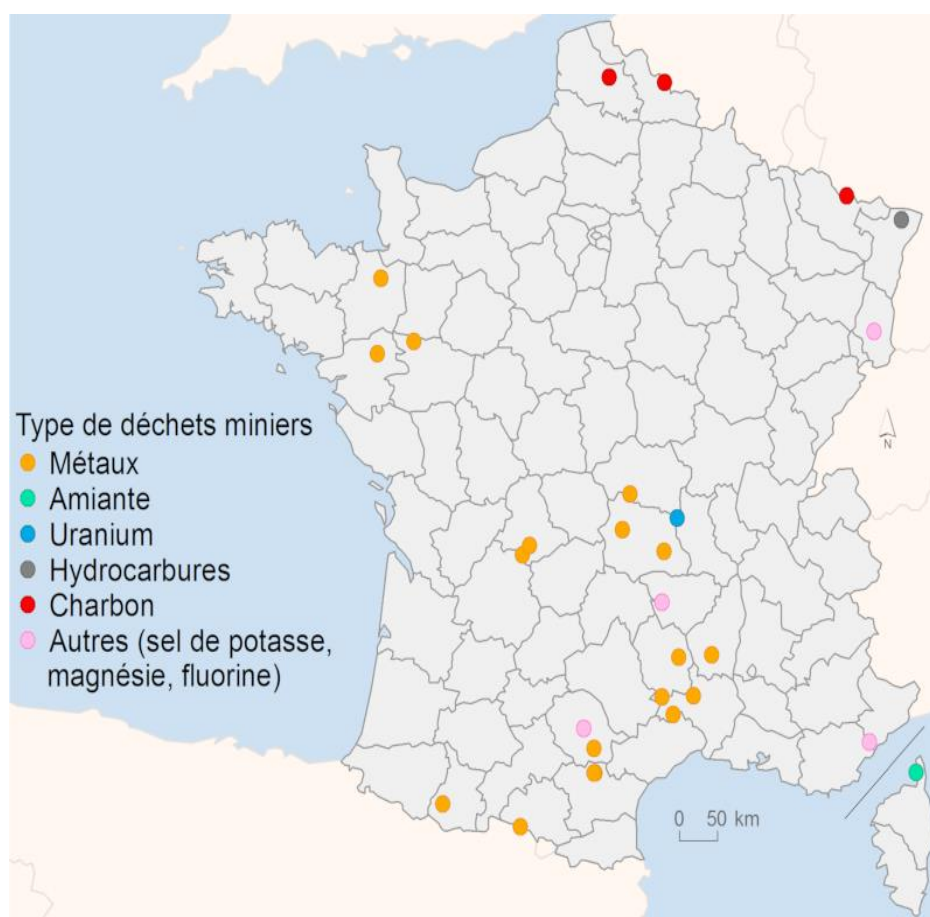 Type de déchets miniers
Métaux
Amiante
Uranium
Hydrocarbures
Charbon
Autres (sel de potasse,
magnésie, fluorine)
N
0 50 km